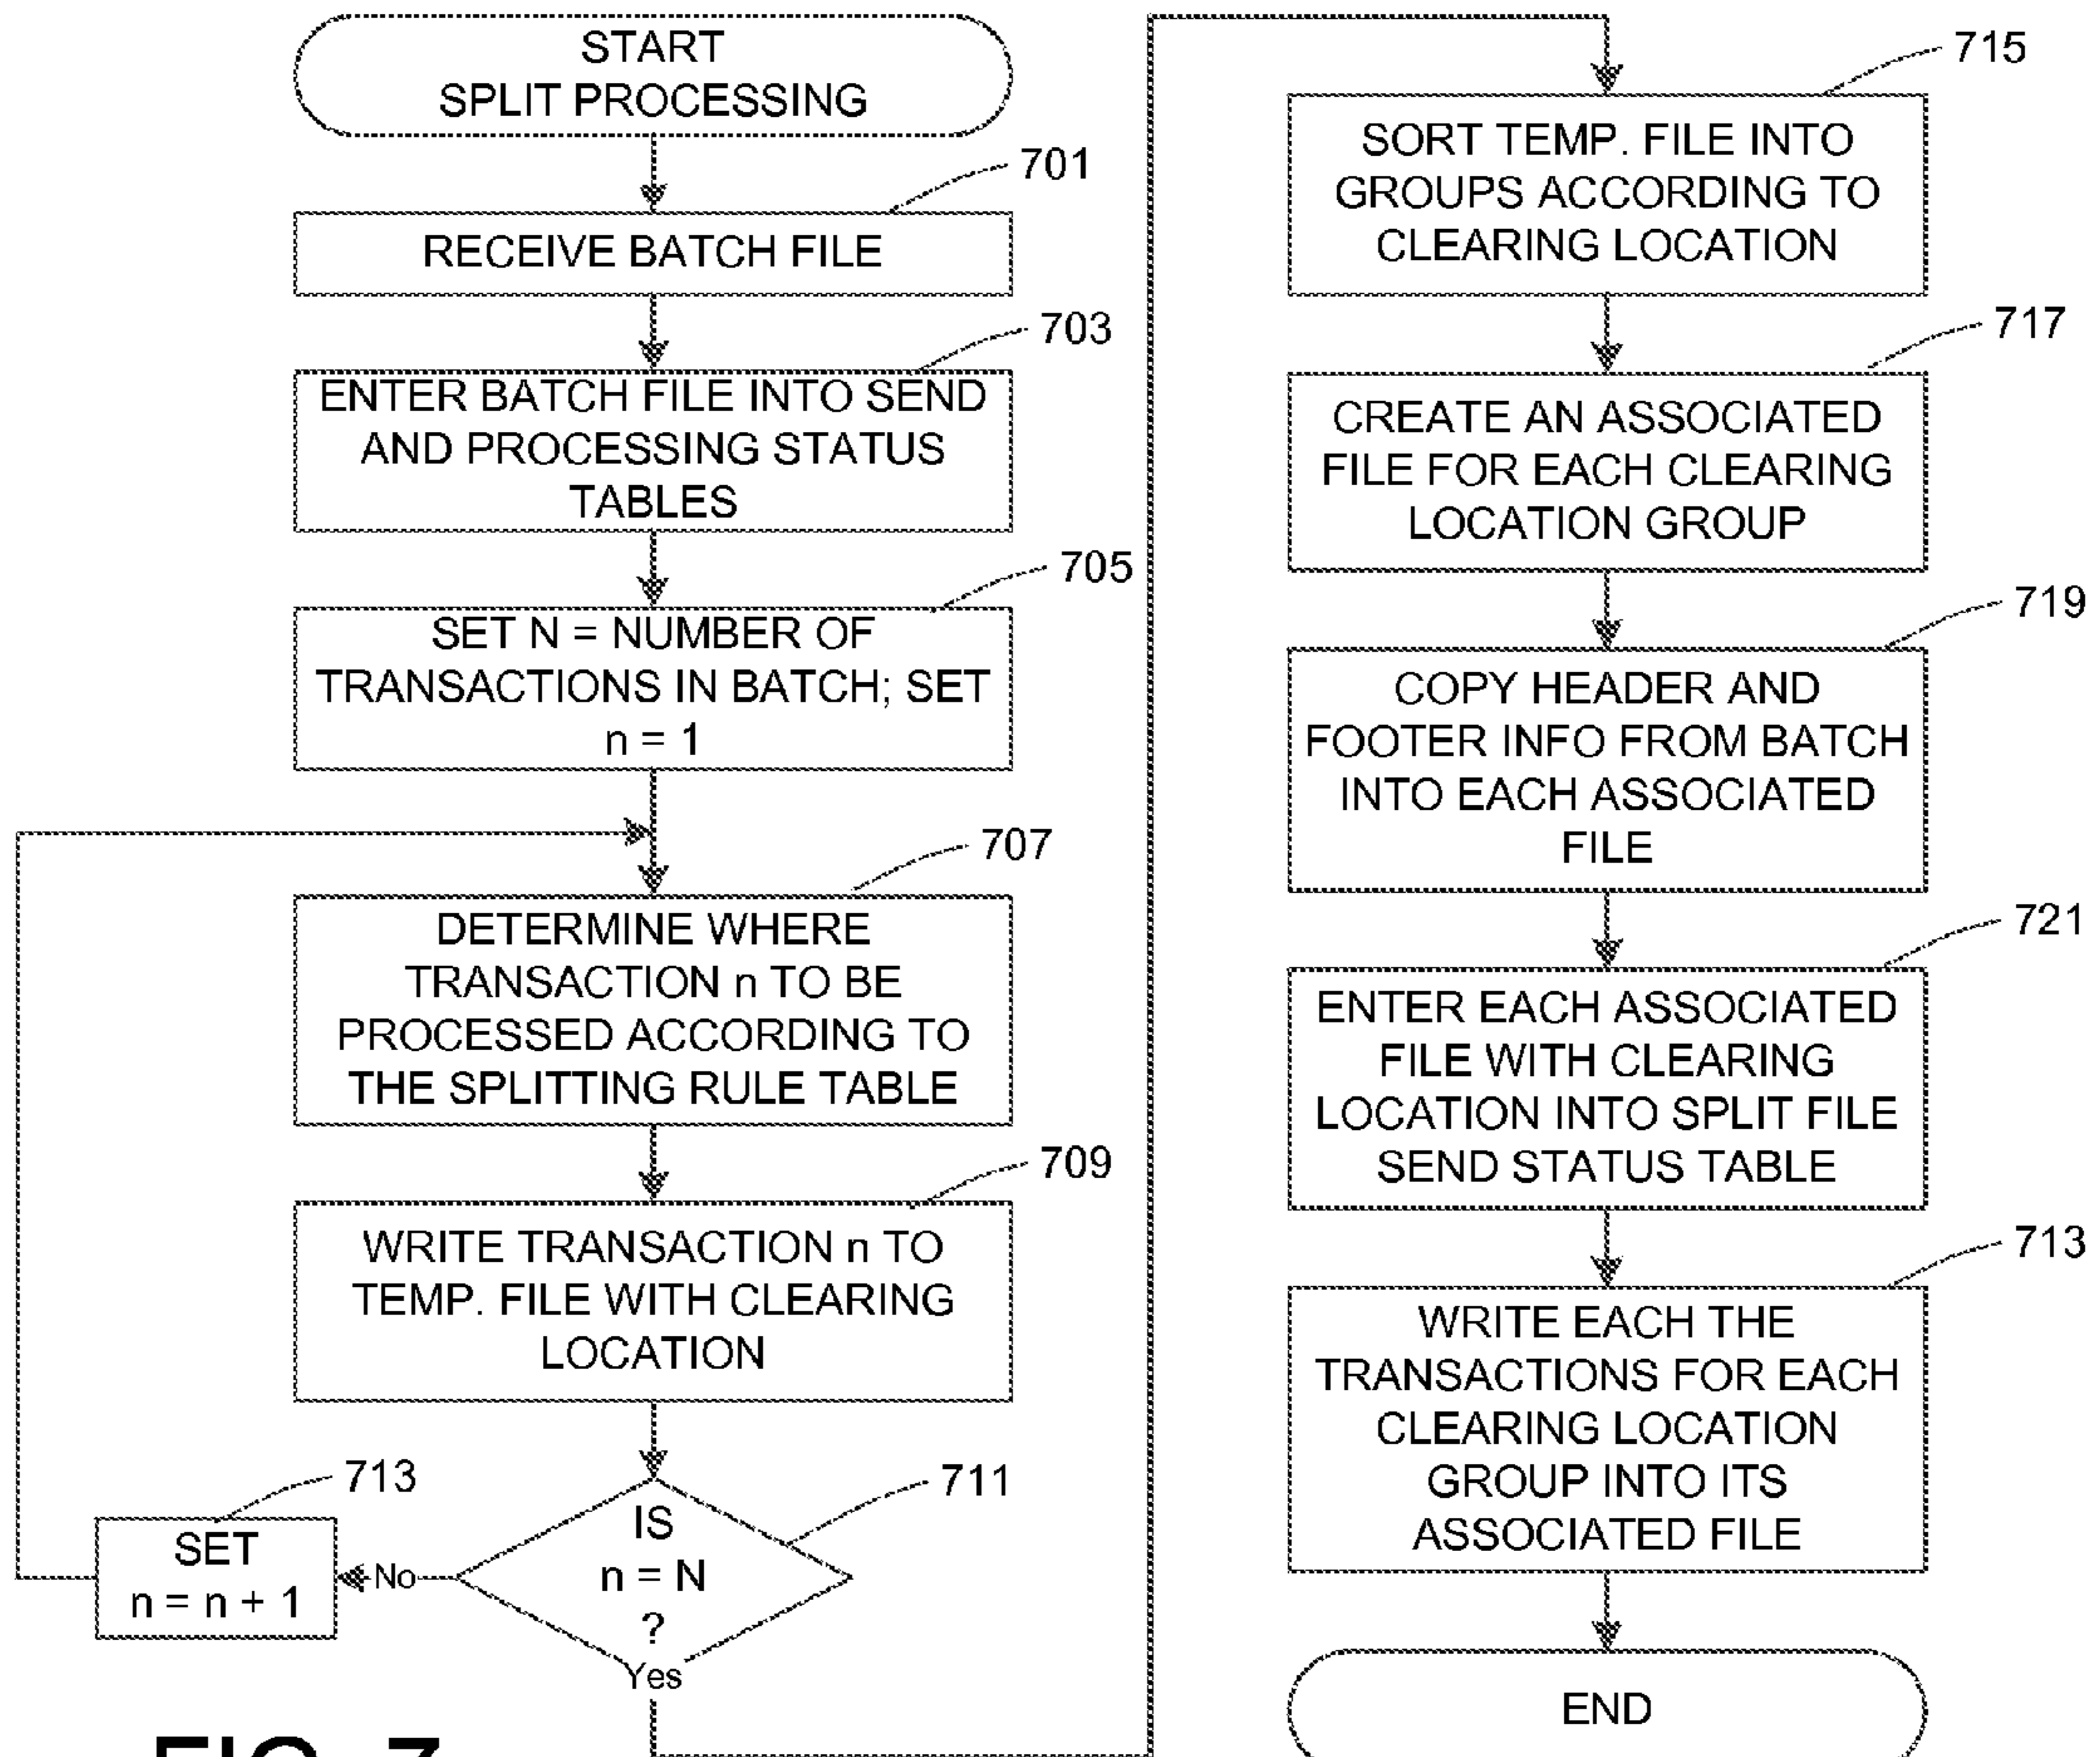 START
SPLIT PROCESSING
701
RECEIVE BATCH FILE
703
ENTER BATCH FILE INTO SEND
AND PROCESSING STATUS
TABLES
705
SET N = NUMBER OF
TRANSACTIONS IN BATCH; SET
n = 1
707
DETERMINE WHERE
TRANSACTION n TO BE
PROCESSED ACCORDING TO
THE SPLITTING RULE TABLE
709
WRITE TRANSACTION n TO
TEMP. FILE WITH CLEARING
LOCATION
711
IS
n = N
?
No
Yes
713
SET
n = n + 1
715
SORT TEMP. FILE INTO
GROUPS ACCORDING TO
CLEARING LOCATION
717
CREATE AN ASSOCIATED
FILE FOR EACH CLEARING
LOCATION GROUP
719
COPY HEADER AND
FOOTER INFO FROM BATCH
INTO EACH ASSOCIATED
FILE
721
ENTER EACH ASSOCIATED
FILE WITH CLEARING
LOCATION INTO SPLIT FILE
SEND STATUS TABLE
713
WRITE EACH THE
TRANSACTIONS FOR EACH
CLEARING LOCATION
GROUP INTO ITS
ASSOCIATED FILE
END
FIG. 7